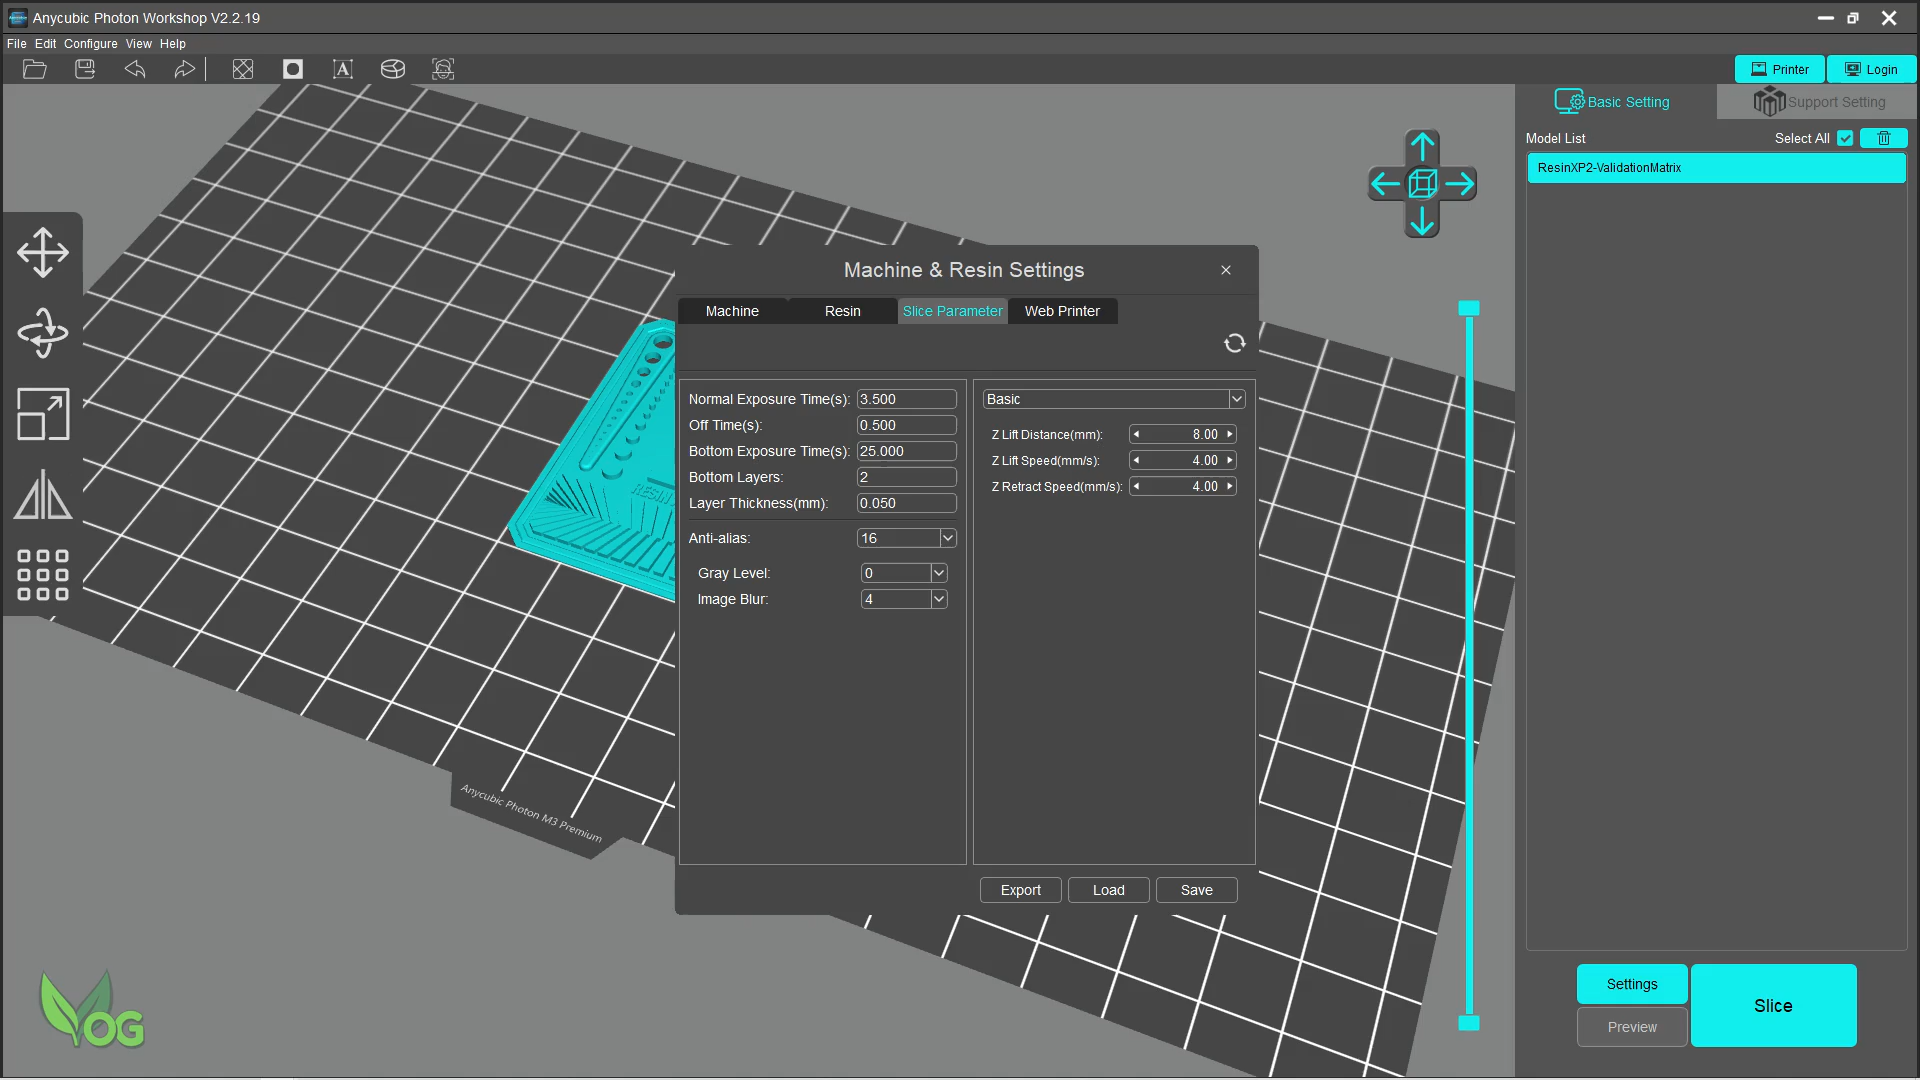 Anycubic Photon Workshop V2.2.19
File Edit Configure View Help
A
Printer Login
Basic Setting Support Setting
Model List Select All
ResinXP2-ValidationMatrix
Machine & Resin Settings
Machine Resin Slice Parameter Web Printer
Normal Exposure Time(s): 3.500
Off Time(s): 0.500
Bottom Exposure Time(s): 25.000
Bottom Layers: 2
Layer Thickness(mm): 0.050
Anti-alias: 16
Gray Level: 0
Image Blur: 4
Basic
Z Lift Distance(mm): 8.00
Z Lift Speed(mm/s): 4.00
Z Retract Speed(mm/s): 4.00
Export Load Save
RESIN
Anycubic Photon M3 Premium
Settings
Preview
Slice
VOG